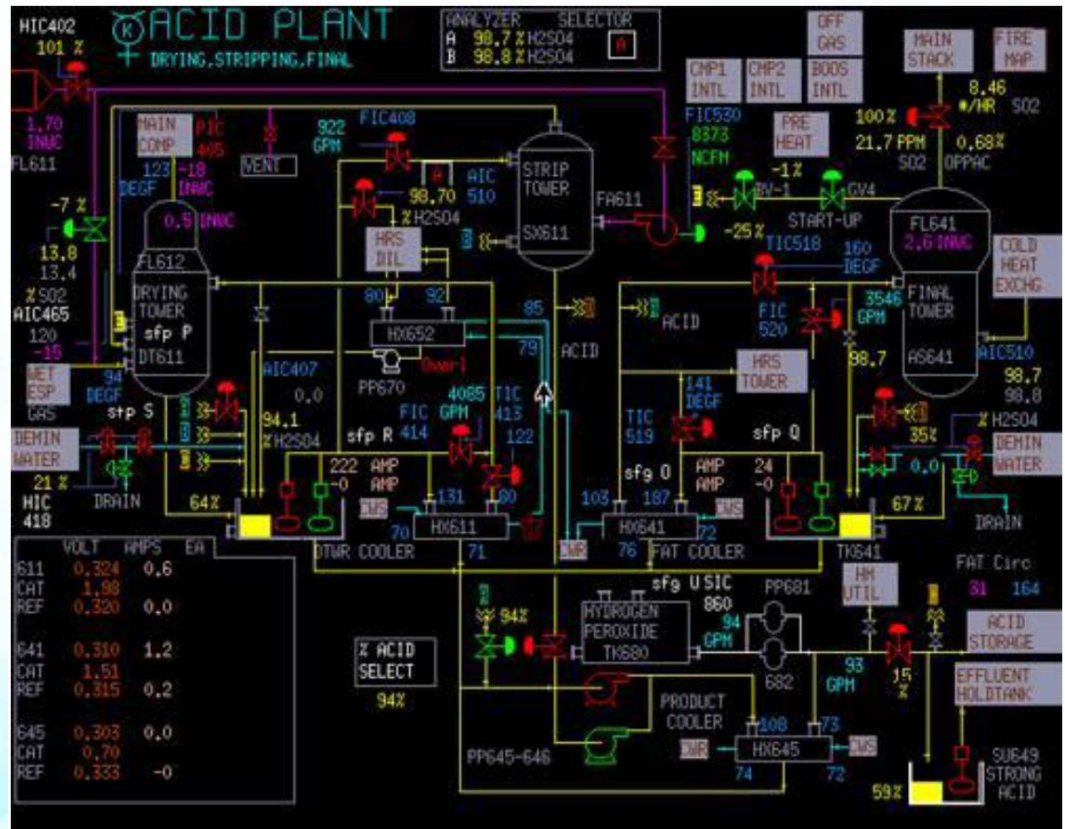 HIC402
101 %
ACID PLANT
DRYING,STRIPPING,FINAL
ANALYZER SELECTOR
A 98.7 % H2SO4
B 98.8 % H2SO4
A
OFF GAS
MAIN STACK
FIRE MAP
CMP1 INTL
CMP2 INTL
BOOS INTL
8.46
#/HR SO2
100%
21.7 PPM SO2
0.68% OPPAC
1.70 INWC
FL611
MAIN COMP
PIC 405
123 DEGF
-18 INWC
VENT
922 GPM
FIC408
A
98.70
% H2SO4
AIC 510
STRIP TOWER
SX611
FA611
FIC530
8373 NCFM
PRE HEAT
-1%
BV-1
GV4
START-UP
-25%
-7 %
0.5 INWC
FL612
DRYING TOWER
sfp P
DT611
13.8
13.4
% SO2
AIC465
120
-15
WET ESP
GAS
94 DEGF
HRS DIL
80
92
HX652
PP670
85
79
ACID
ACID
TIC518
160 DEGF
FL641
2.6 INWC
FINAL TOWER
AS641
COLD HEAT EXCHG
FIC 520
3546 GPM
98.7
AIC510
98.7
98.8
% H2SO4
HRS TOWER
141 DEGF
TIC 519
AIC407
0.0
94.1
% H2SO4
sfp R
FIC 414
4085 GPM
TIC 413
122
sfg O
sfp Q
DEMIN WATER
21 %
HIC 418
DRAIN
64%
222 AMP
-0 AMP
CWS
70
131
80
HX611
71
DTWR COOLER
CWR
103
187
HX641
76
72
CWS
FAT COOLER
AMP 24
AMP -0
35%
0.0
67%
TK641
DEMIN WATER
DRAIN
VOLT AMPS EA
611 0.324 0.6
CAT 1.98
REF 0.320 0.0
641 0.310 1.2
CAT 1.51
REF 0.315 0.2
645 0.303 0.0
CAT 0.70
REF 0.333 -0
% ACID SELECT
94%
94%
sfg U
SIC 860
HYDROGEN PEROXIDE
TK680
94 GPM
PP681
682
HM UTIL
93 GPM
15 %
FAT Circ
31 164
ACID STORAGE
EFFLUENT HOLDTANK
PP645-646
PRODUCT COOLER
CWR
108
73
HX645
CWS
74
72
59%
SU649
STRONG ACID